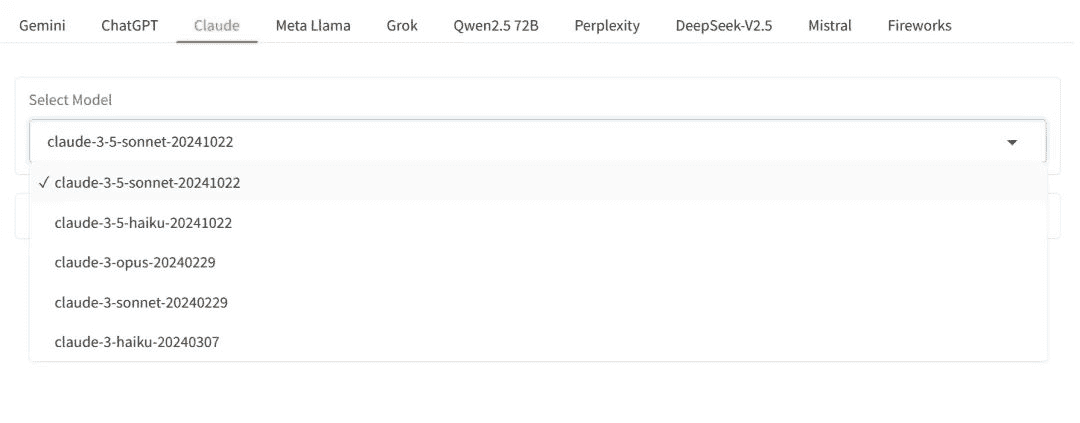 Gemini ChatGPT Claude Meta Llama Grok Qwen2.5 72B Perplexity DeepSeek-V2.5 Mistral Fireworks
Select Model
claude-3-5-sonnet-20241022
✓ claude-3-5-sonnet-20241022
claude-3-5-haiku-20241022
claude-3-opus-20240229
claude-3-sonnet-20240229
claude-3-haiku-20240307